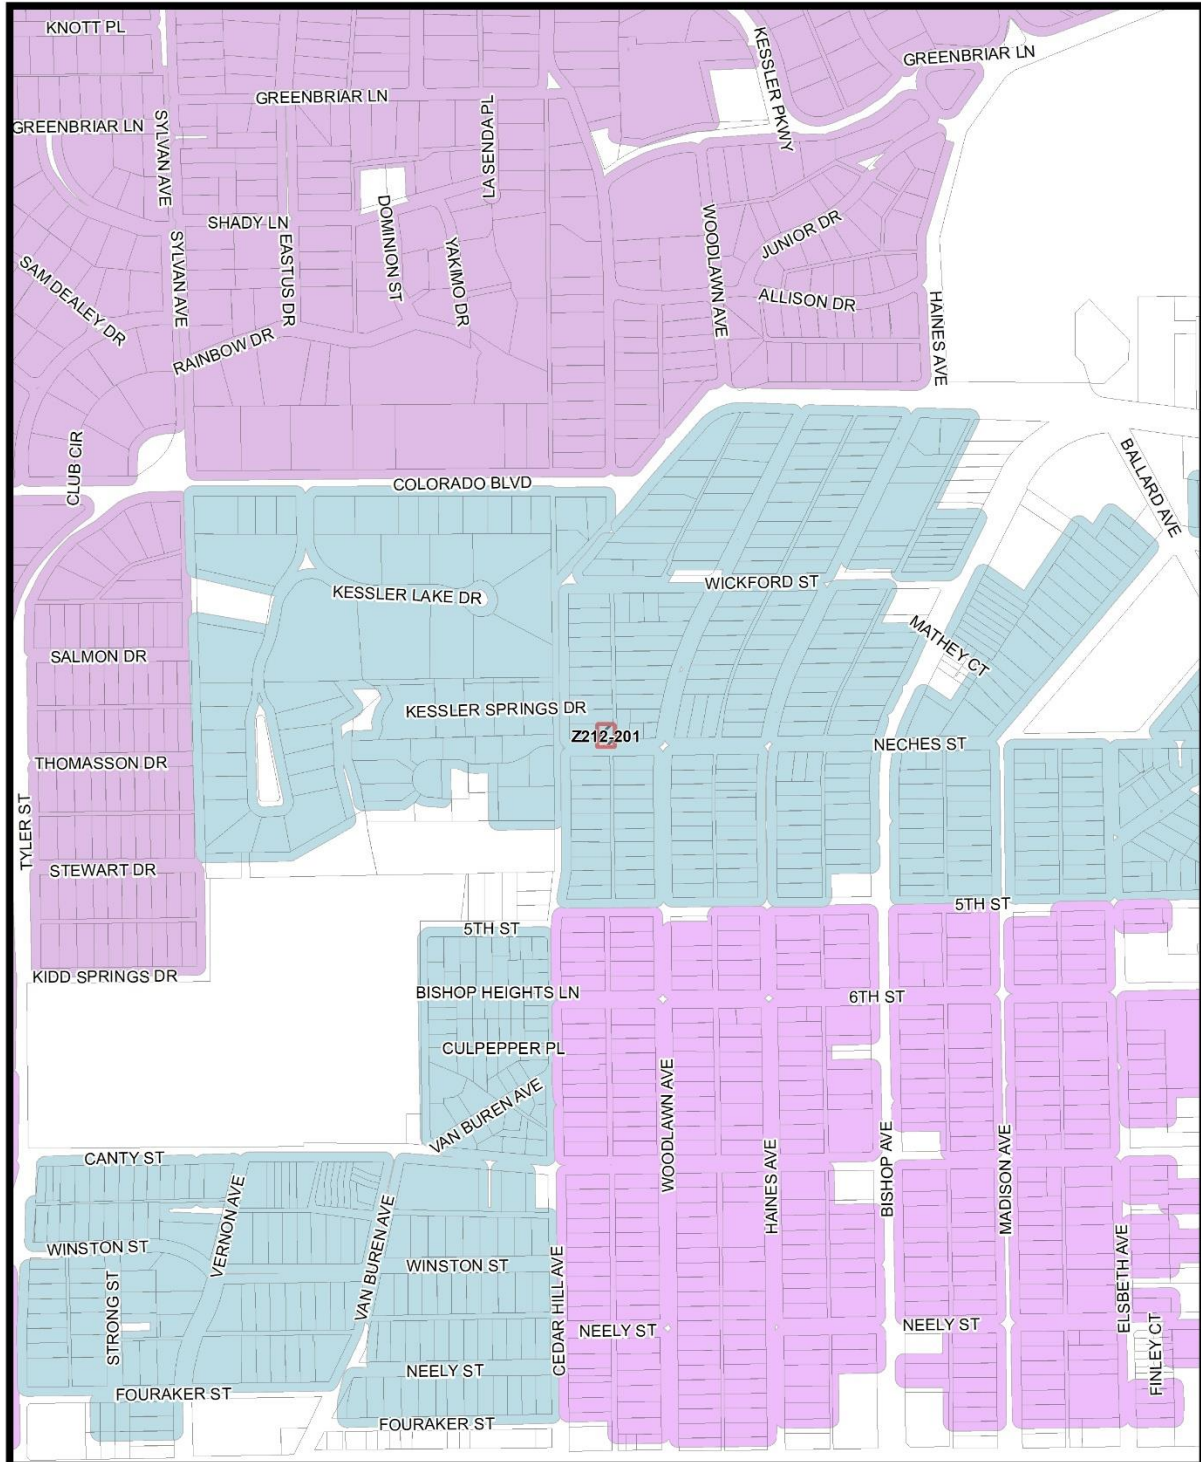 KNOTT PL
KESSLER PKWY
GREENBRIAR LN
GREENBRIAR LN
GREENBRIAR LN
SYLVAN AVE
LA SENDA PL
SHADY LN
EASTUS DR
DOMINION ST
YAKIMO DR
WOODLAWN AVE
JUNIOR DR
SYLVAN AVE
SAM DEALEY DR
ALLISON DR
HAINES AVE
RAINBOW DR
CLUB CIR
COLORADO BLVD
BALLARD AVE
KESSLER LAKE DR
WICKFORD ST
MATHEY CT
SALMON DR
KESSLER SPRINGS DR
Z212-201
NECHES ST
THOMASSON DR
TYLER ST
STEWART DR
5TH ST
5TH ST
KIDD SPRINGS DR
BISHOP HEIGHTS LN
6TH ST
CULPEPPER PL
VAN BUREN AVE
WOODLAWN AVE
CANTY ST
HAINES AVE
BISHOP AVE
MADISON AVE
VERNON AVE
VAN BUREN AVE
WINSTON ST
WINSTON ST
CEDAR HILL AVE
ELSBETH AVE
STRONG ST
NEELY ST
NEELY ST
FINLEY CT
NEELY ST
FOURAKER ST
FOURAKER ST